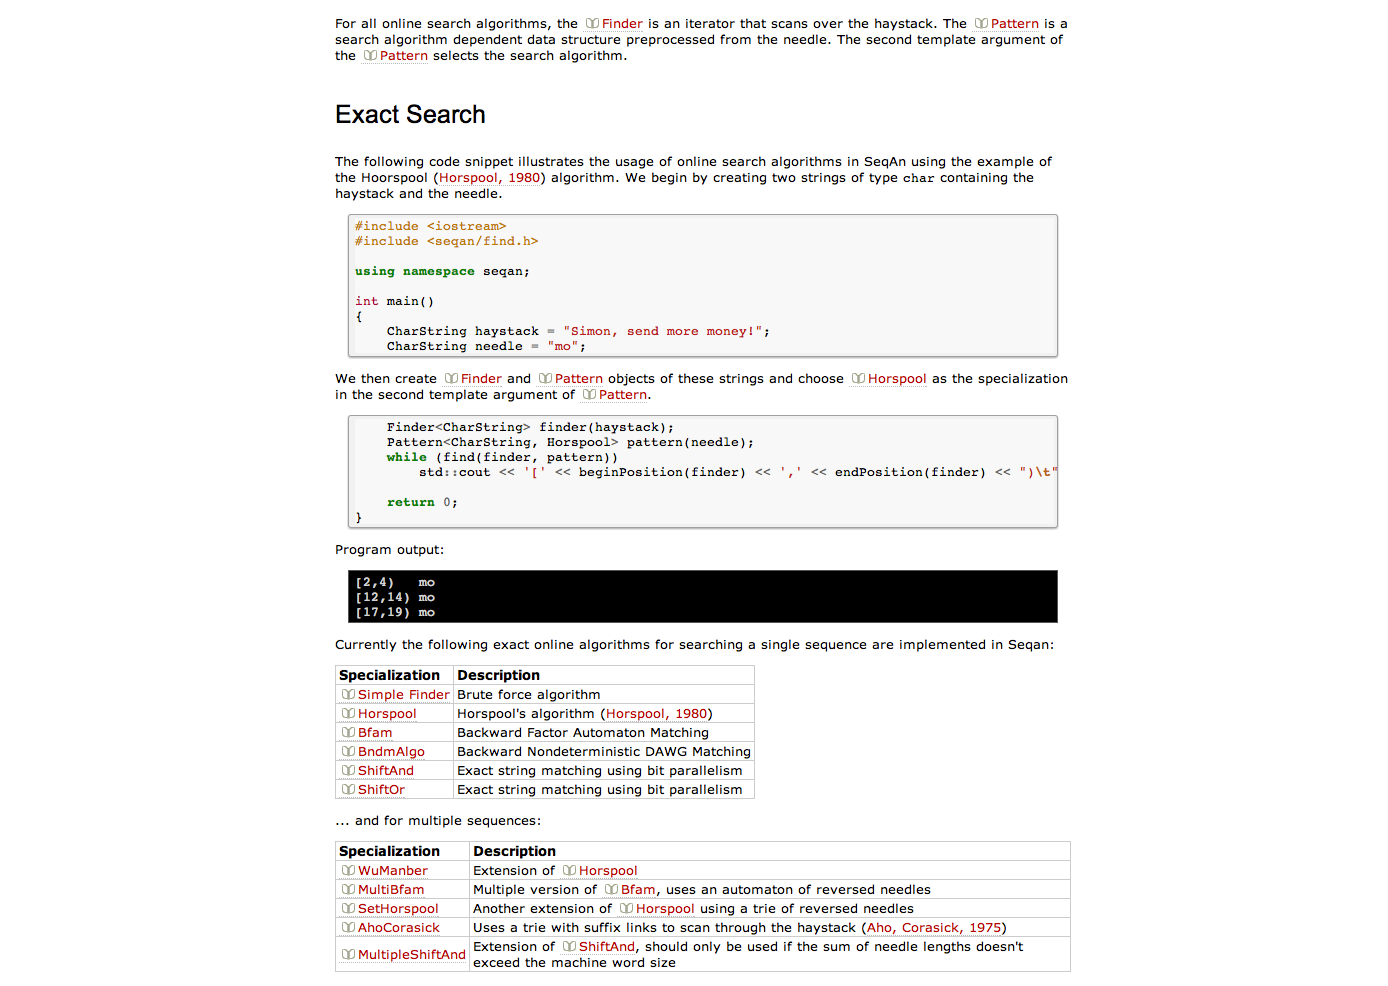 For all online search algorithms, the Finder is an iterator that scans over the haystack. The Pattern is a
search algorithm dependent data structure preprocessed from the needle. The second template argument of
the Pattern selects the search algorithm.
Exact Search
The following code snippet illustrates the usage of online search algorithms in SeqAn using the example of
the Hoorspool (Horspool, 1980) algorithm. We begin by creating two strings of type char containing the
haystack and the needle.
#include <iostream>
#include <seqan/find.h>
using namespace seqan;
int main()
{
    CharString haystack = "Simon, send more money!";
    CharString needle = "mo";
We then create Finder and Pattern objects of these strings and choose Horspool as the specialization
in the second template argument of Pattern.
    Finder<CharString> finder(haystack);
    Pattern<CharString, Horspool> pattern(needle);
    while (find(finder, pattern))
        std::cout << '[' << beginPosition(finder) << ',' << endPosition(finder) << ")\t"
    return 0;
}
Program output:
[2,4)   mo
[12,14) mo
[17,19) mo
Currently the following exact online algorithms for searching a single sequence are implemented in Seqan:
Specialization Description
Simple Finder Brute force algorithm
Horspool Horspool's algorithm (Horspool, 1980)
Bfam Backward Factor Automaton Matching
BndmAlgo Backward Nondeterministic DAWG Matching
ShiftAnd Exact string matching using bit parallelism
ShiftOr Exact string matching using bit parallelism
... and for multiple sequences:
Specialization Description
WuManber Extension of Horspool
MultiBfam Multiple version of Bfam, uses an automaton of reversed needles
SetHorspool Another extension of Horspool using a trie of reversed needles
AhoCorasick Uses a trie with suffix links to scan through the haystack (Aho, Corasick, 1975)
MultipleShiftAnd Extension of ShiftAnd, should only be used if the sum of needle lengths doesn't
exceed the machine word size